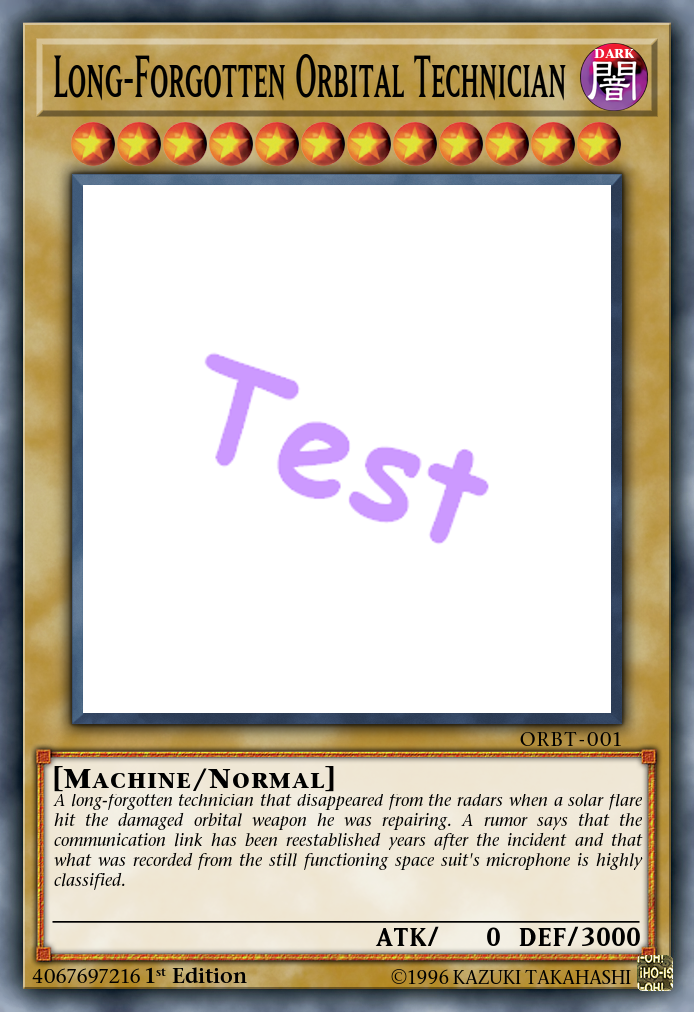 Long-Forgotten Orbital Technician
DARK
闇
Test
ORBT-001
[Machine/Normal]
A long-forgotten technician that disappeared from the radars when a solar flare
hit the damaged orbital weapon he was repairing. A rumor says that the
communication link has been reestablished years after the incident and that
what was recorded from the still functioning space suit's microphone is highly
classified.
ATK/ 0 DEF/3000
4067697216 1st Edition ©1996 KAZUKI TAKAHASHI